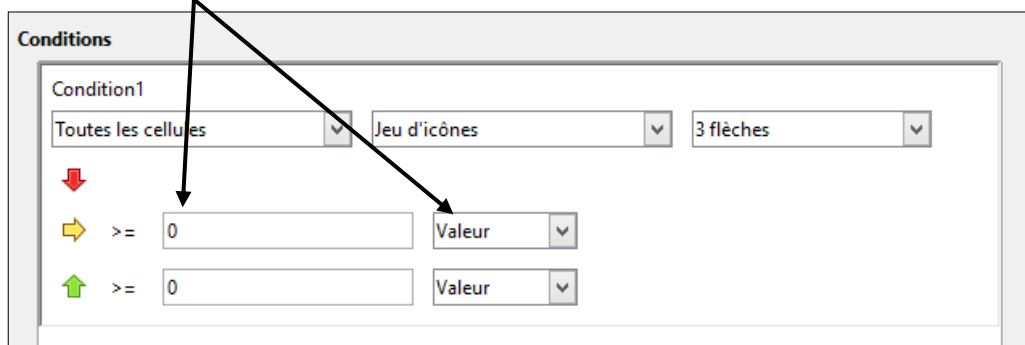 Conditions
Condition1
Toutes les cellules Jeu d'icônes 3 flèches
>= 0 Valeur
>= 0 Valeur